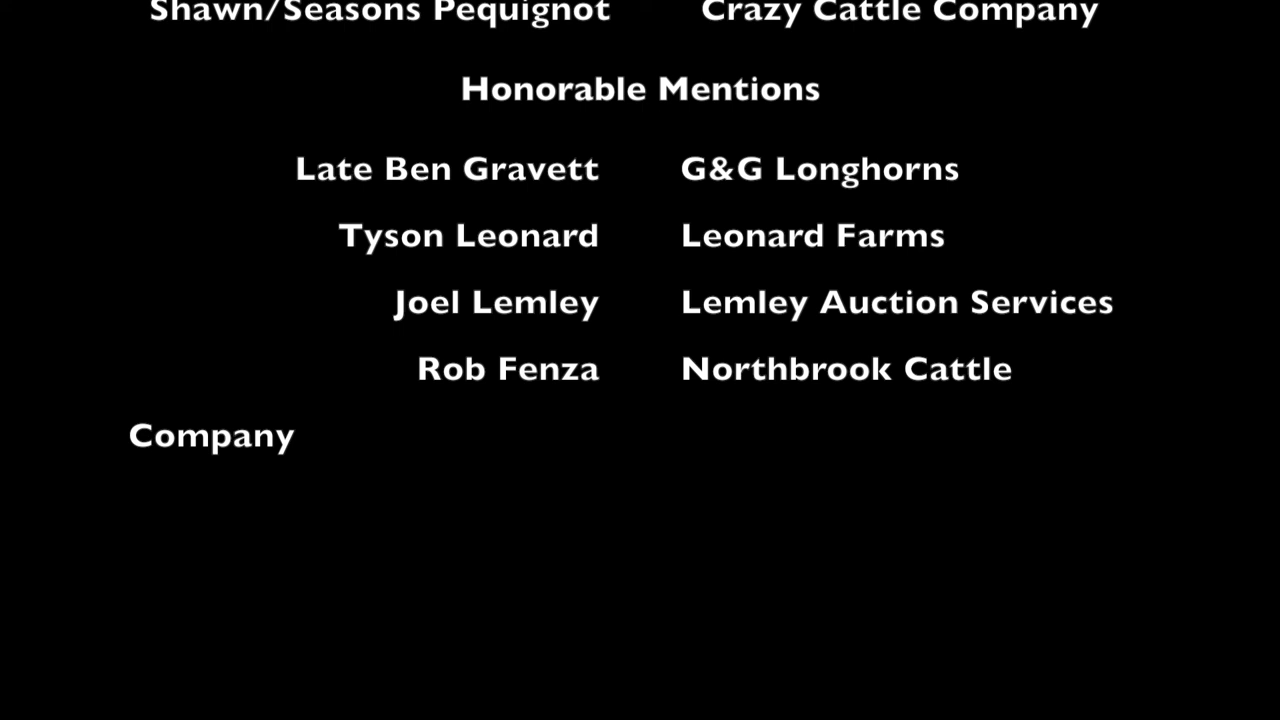 Shawn/Seasons Pequignot Crazy Cattle Company
Honorable Mentions
Late Ben Gravett G&G Longhorns
Tyson Leonard Leonard Farms
Joel Lemley Lemley Auction Services
Rob Fenza Northbrook Cattle
Company